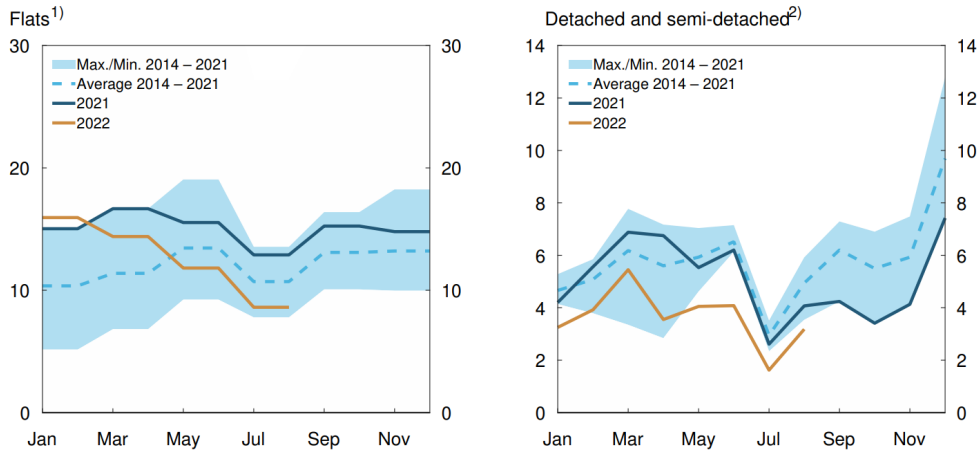 Flats1)
30 30
Max./Min. 2014 – 2021
Average 2014 – 2021
2021
2022
20 20
10 10
0 0
Jan Mar May Jul Sep Nov
Detached and semi-detached2)
14 14
Max./Min. 2014 – 2021
Average 2014 – 2021
12 12
2021
2022
10 10
8 8
6 6
4 4
2 2
0 0
Jan Mar May Jul Sep Nov